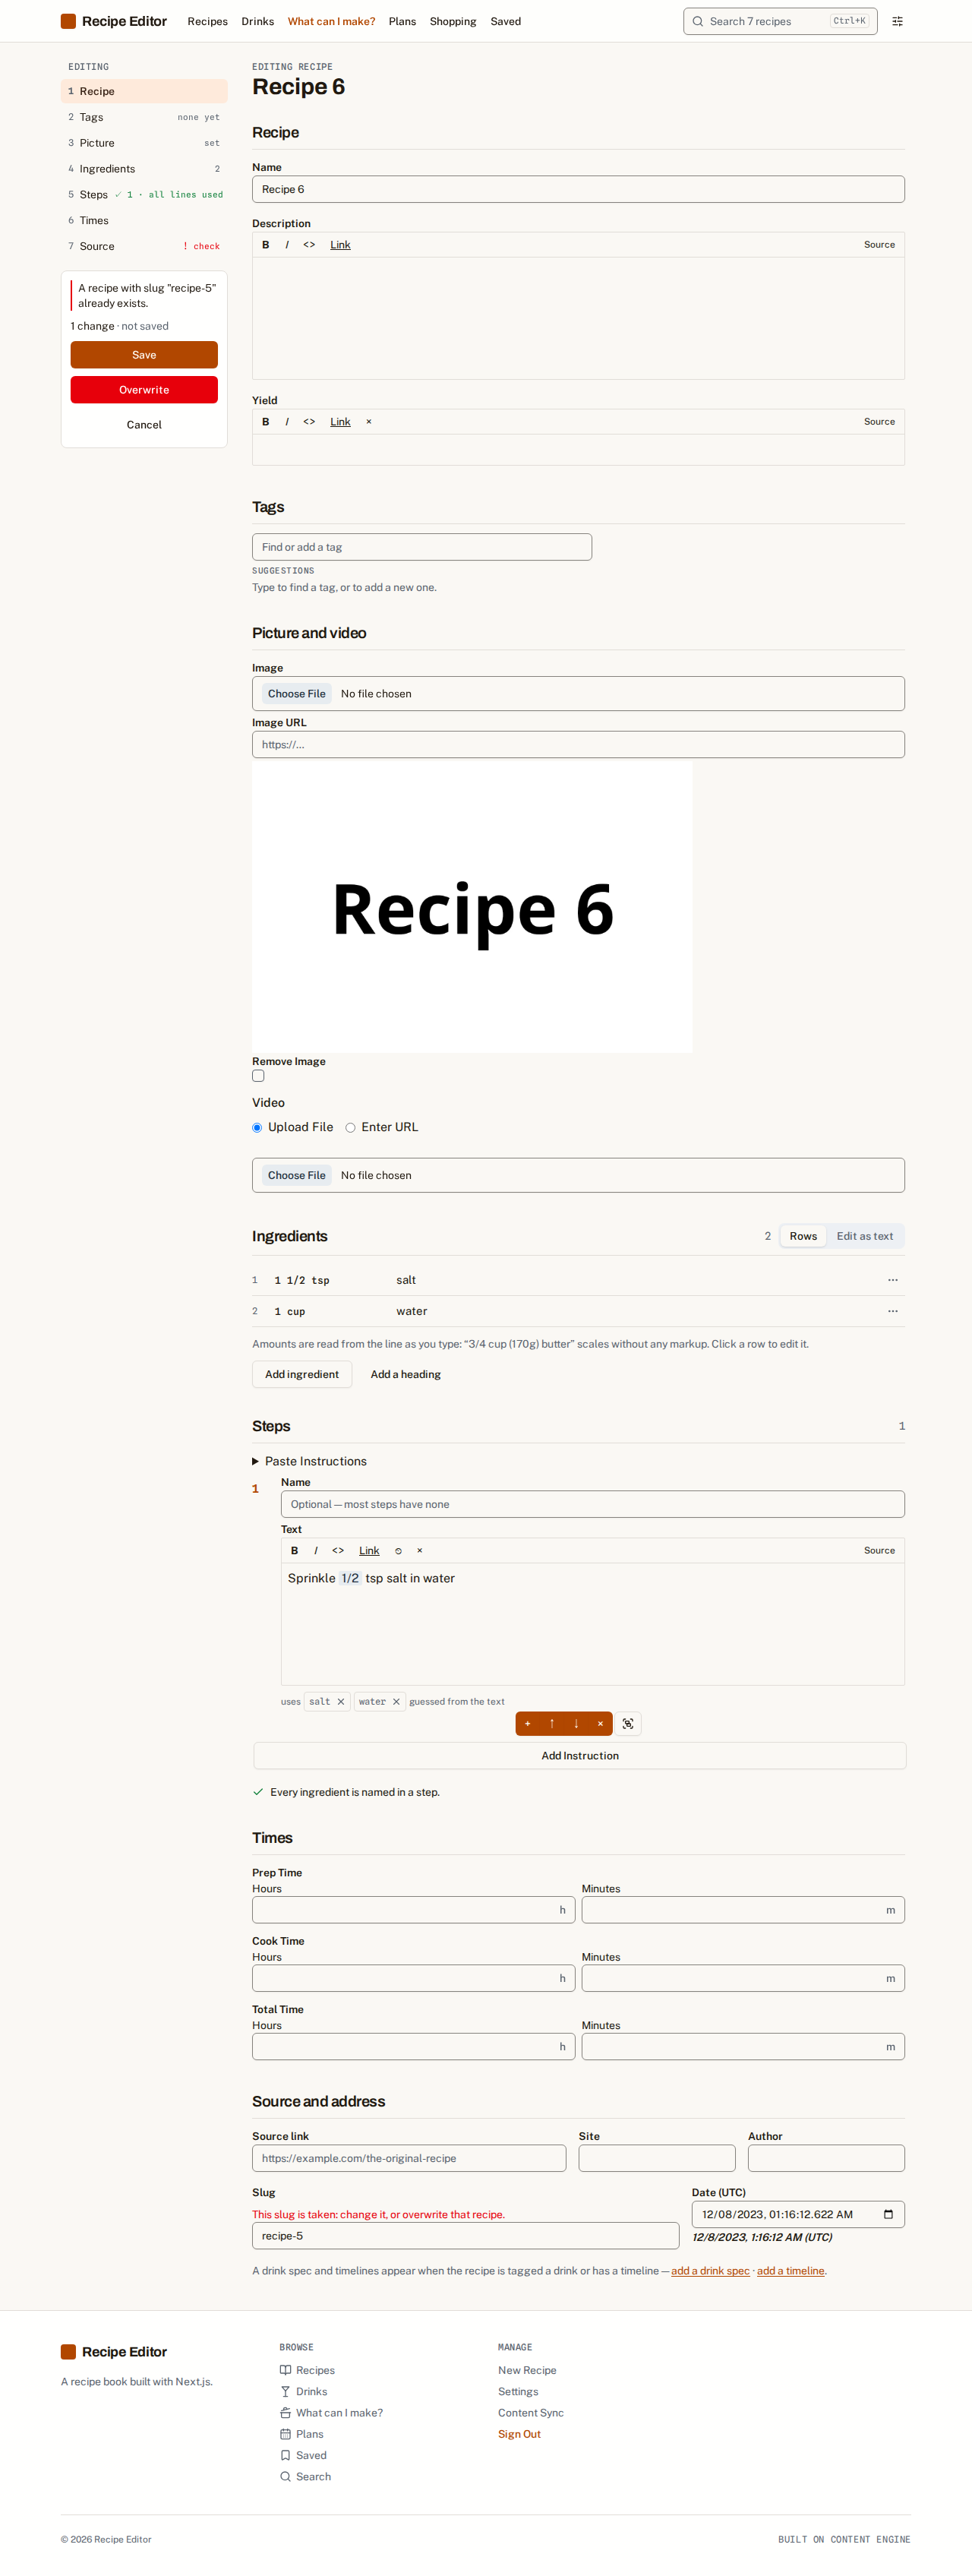 Recipe Editor
Recipes
Drinks
What can I make?
Plans
Shopping
Saved
Search 7 recipes
Ctrl+K
EDITING
1 Recipe
2 Tags none yet
3 Picture set
4 Ingredients 2
5 Steps ✓ 1 · all lines used
6 Times
7 Source ! check
A recipe with slug "recipe-5"
already exists.
1 change · not saved
Save
Overwrite
Cancel
EDITING RECIPE
Recipe 6
Recipe
Name
Recipe 6
Description
B I <> Link Source
Yield
B I <> Link × Source
Tags
Find or add a tag
SUGGESTIONS
Type to find a tag, or to add a new one.
Picture and video
Image
Choose File No file chosen
Image URL
https://...
Recipe 6
Remove Image
Video
Upload File Enter URL
Choose File No file chosen
Ingredients 2 Rows Edit as text
1 1 1/2 tsp salt ...
2 1 cup water ...
Amounts are read from the line as you type: “3/4 cup (170g) butter” scales without any markup. Click a row to edit it.
Add ingredient Add a heading
Steps 1
▶ Paste Instructions
1 Name
Optional — most steps have none
Text
B I <> Link × Source
Sprinkle 1/2 tsp salt in water
uses salt × water × guessed from the text
+ ↑ ↓ ×
Add Instruction
Every ingredient is named in a step.
Times
Prep Time
Hours Minutes
h m
Cook Time
Hours Minutes
h m
Total Time
Hours Minutes
h m
Source and address
Source link Site Author
https://example.com/the-original-recipe
Slug Date (UTC)
This slug is taken: change it, or overwrite that recipe.
12/08/2023, 01:16:12.622 AM
recipe-5
12/8/2023, 1:16:12 AM (UTC)
A drink spec and timelines appear when the recipe is tagged a drink or has a timeline — add a drink spec · add a timeline.
Recipe Editor
A recipe book built with Next.js.
BROWSE
Recipes
Drinks
What can I make?
Plans
Saved
Search
MANAGE
New Recipe
Settings
Content Sync
Sign Out
© 2026 Recipe Editor
BUILT ON CONTENT ENGINE